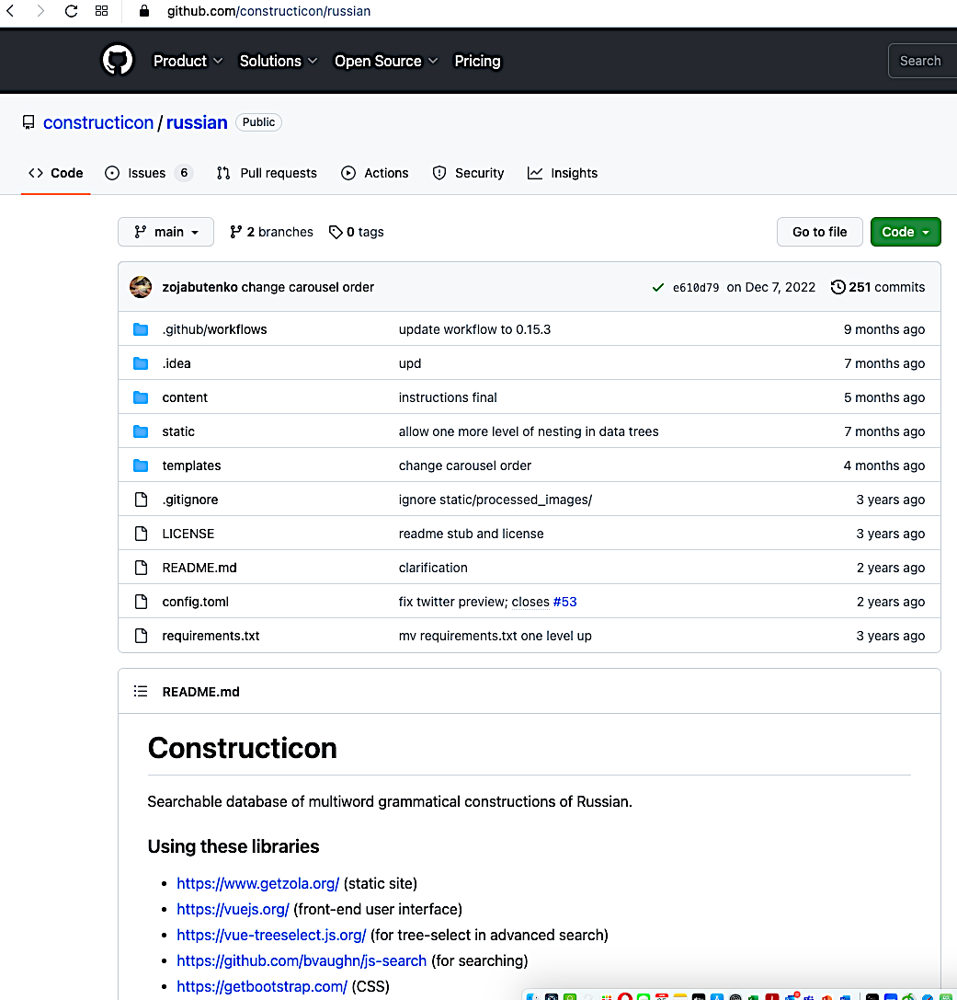 github.com/constructicon/russian
Product Solutions Open Source Pricing Search
constructicon / russian Public
Code Issues 6 Pull requests Actions Security Insights
main 2 branches 0 tags Go to file Code
zojabutenko change carousel order e610d79 on Dec 7, 2022 251 commits
.github/workflows update workflow to 0.15.3 9 months ago
.idea upd 7 months ago
content instructions final 5 months ago
static allow one more level of nesting in data trees 7 months ago
templates change carousel order 4 months ago
.gitignore ignore static/processed_images/ 3 years ago
LICENSE readme stub and license 3 years ago
README.md clarification 2 years ago
config.toml fix twitter preview; closes #53 2 years ago
requirements.txt mv requirements.txt one level up 3 years ago
README.md
Constructicon
Searchable database of multiword grammatical constructions of Russian.
Using these libraries
• https://www.getzola.org/ (static site)
• https://vuejs.org/ (front-end user interface)
• https://vue-treeselect.js.org/ (for tree-select in advanced search)
• https://github.com/bvaughn/js-search (for searching)
• https://getbootstrap.com/ (CSS)